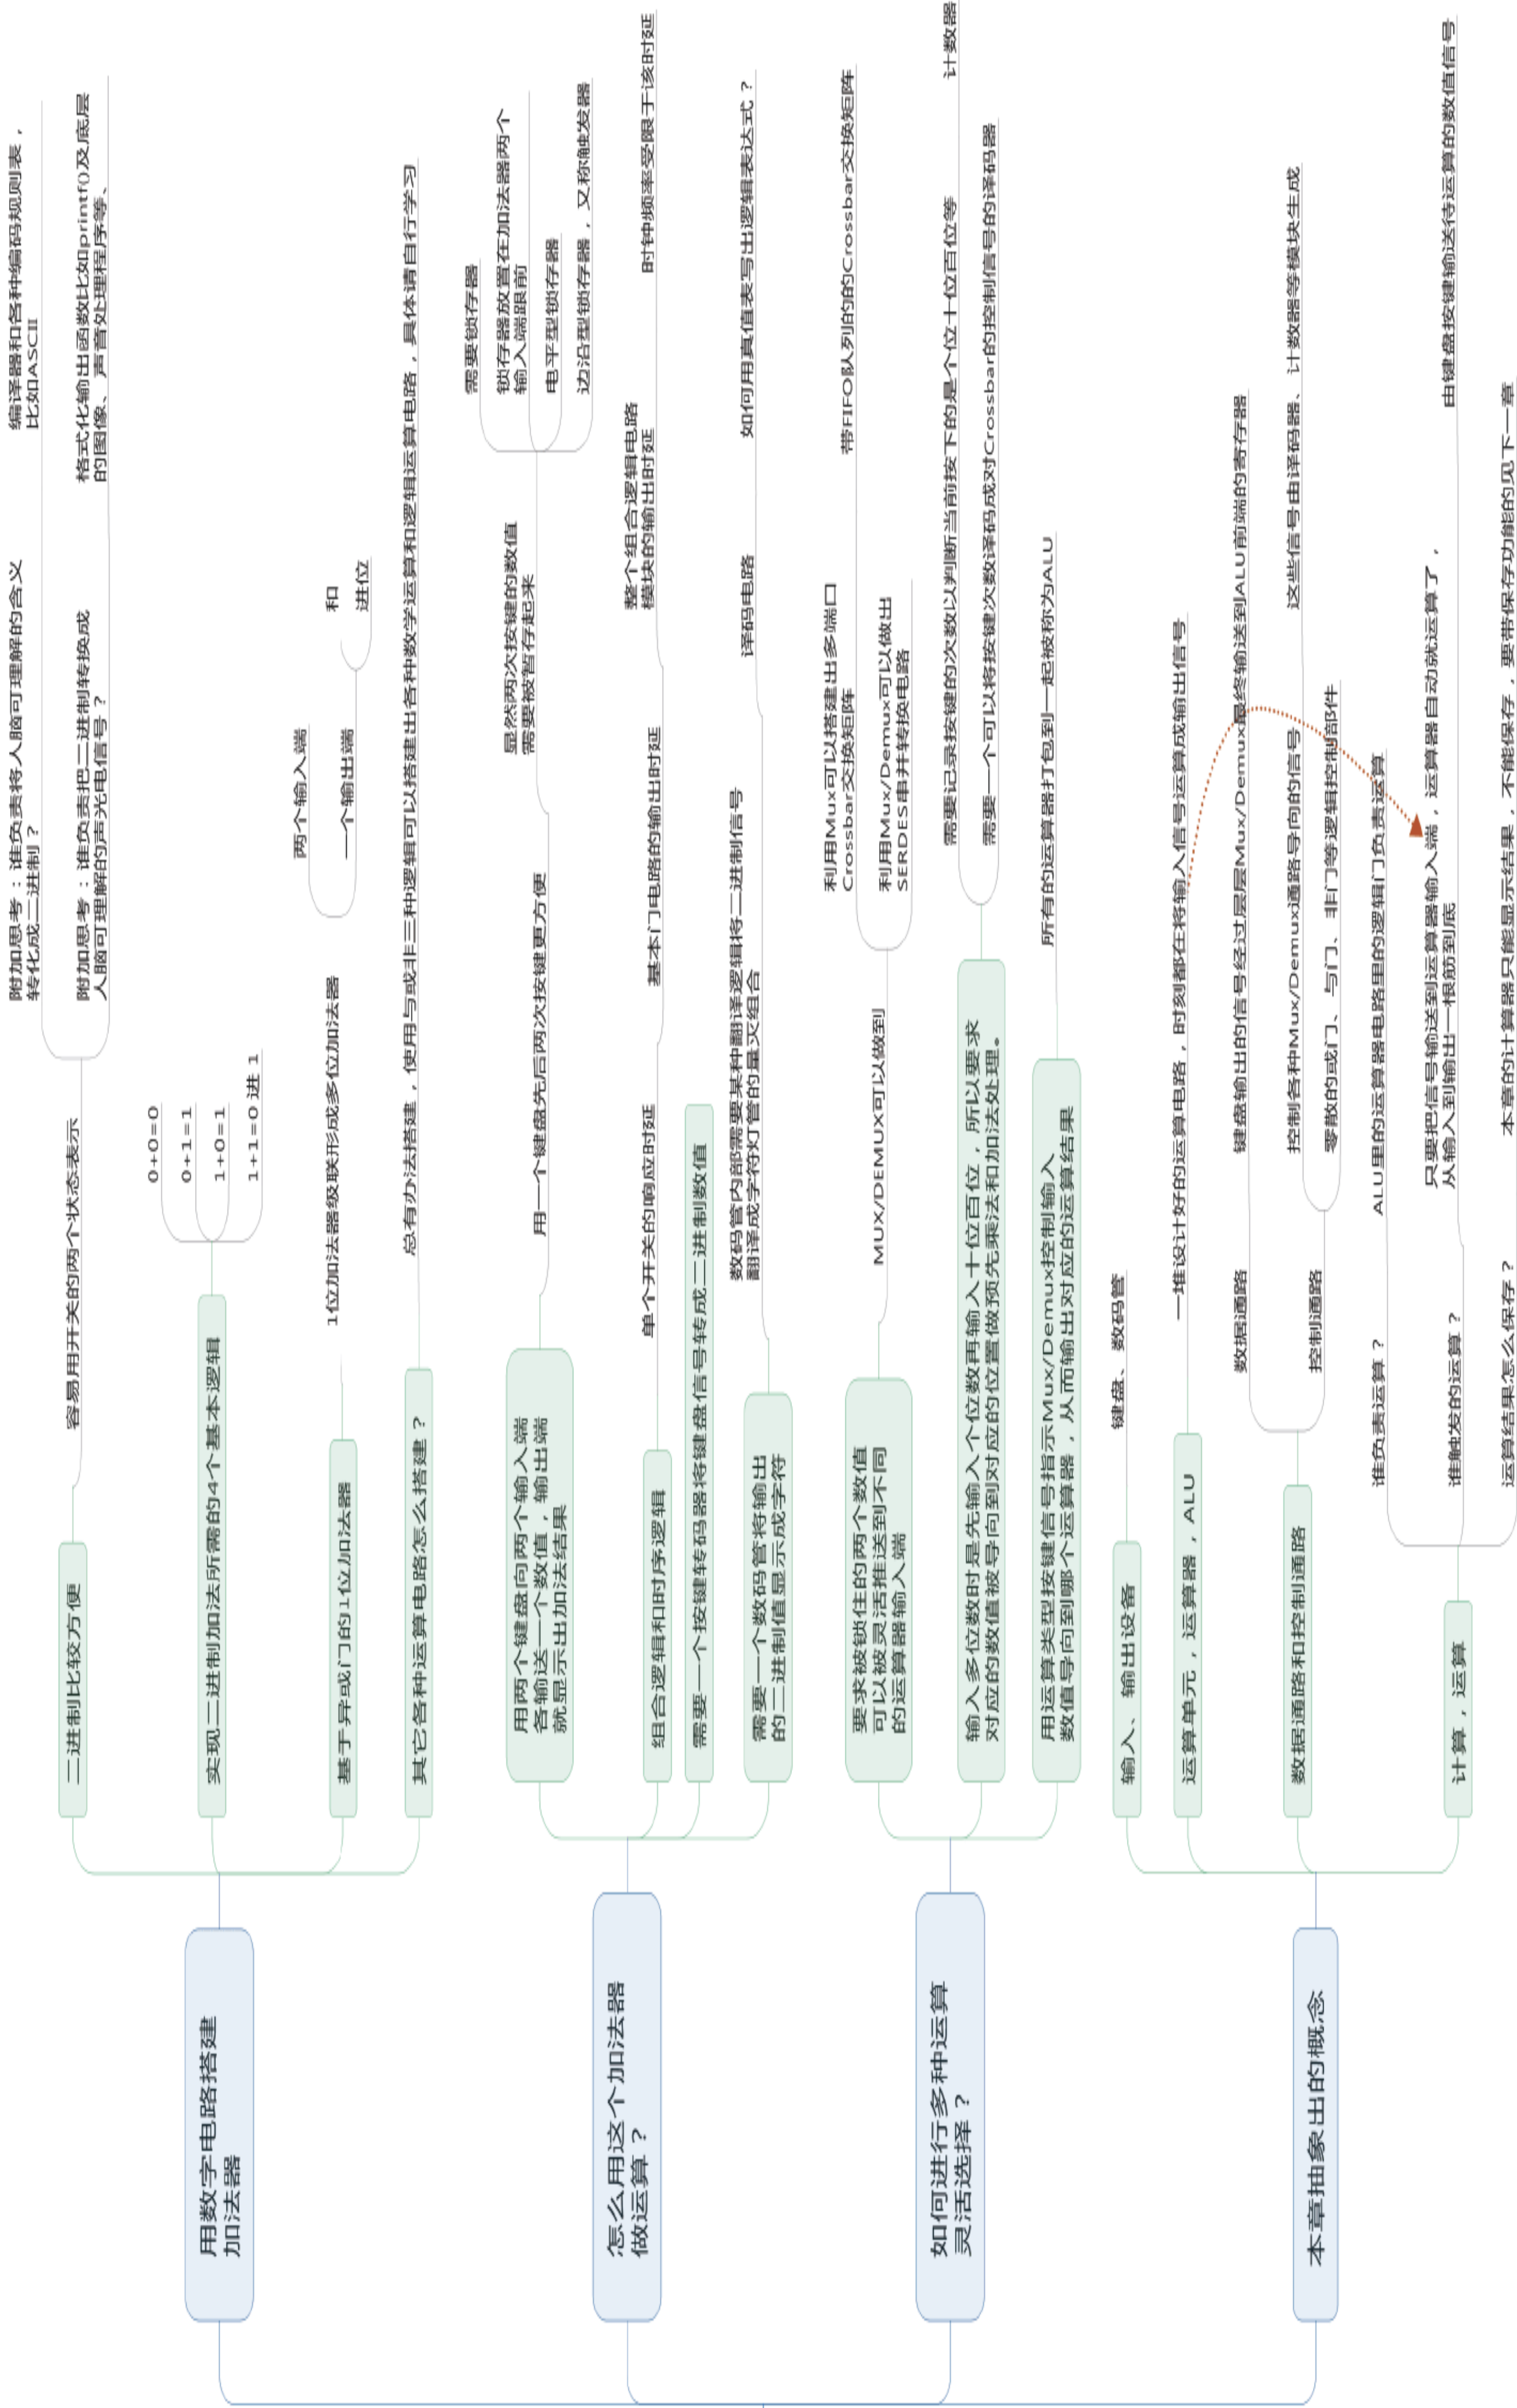 用数字电路搭建
加法器
二进制比较方便
容易用开关的两个状态表示
附加思考：谁负责将人脑可理解的含义
转化成二进制？
编译器和各种编码规则表，
比如ASCII
附加思考：谁负责把二进制转换成
人脑可理解的声光电信号？
格式化输出函数比如printf()及底层
的图像、声音处理程序等、
实现二进制加法所需的4个基本逻辑
0+0=0
0+1=1
1+0=1
1+1=0 进 1
基于异或门的1位加法器
1位加法器级联形成多位加法器
两个输入端
一个输出端
和
进位
其它各种运算电路怎么搭建？
总有办法搭建，使用与或非三种逻辑可以搭建出各种数学运算和逻辑运算电路，具体请自行学习
怎么用这个加法器
做运算？
用两个键盘向两个输入端
各输送一个数值，输出端
就显示出加法结果
用一个键盘先后两次按键更方便
显然两次按键的数值
需要被暂存起来
需要锁存器
锁存器放置在加法器两个
输入端跟前
电平型锁存器
边沿型锁存器，又称触发器
组合逻辑和时序逻辑
单个开关的响应时延
基本门电路的输出时延
整个组合逻辑电路
模块的输出时延
时钟频率受限于该时延
需要一个按键转码器将键盘信号转成二进制数值
需要一个数码管将输出
的二进制值显示成字符
数码管内部需要某种翻译逻辑将二进制信号
翻译成字符灯管的量灭组合
译码电路
如何用真值表写出逻辑表达式？
如何进行多种运算
灵活选择？
要求被锁住的两个数值
可以被灵活推送到不同
的运算器输入端
MUX/DEMUX可以做到
利用Mux可以搭建出多端口
Crossbar交换矩阵
带FIFO队列的的Crossbar交换矩阵
利用Mux/Demux可以做出
SERDES串并转换电路
输入多位数时是先输入个位数再输入十位数，所以要求
对应的数值被导向到对应的位置做预先乘法和加法处理。
需要记录按键的次数以判断当前按下的是个位十位百位等
计数器
需要一个可以将按键次数译码成对Crossbar的控制信号的译码器
用运算类型按键信号指示Mux/Demux控制输入
数值导向到哪个运算器，从而输出对应的运算结果
所有的运算器打包到一起被称为ALU
本章抽象出的概念
输入、输出设备
键盘、数码管
运算单元，运算器，ALU
一堆设计好的运算电路，时刻都在将输入信号运算成输出信号
数据通路和控制通路
数据通路
键盘输出的信号经过层层Mux/Demux最终输送到ALU前端的寄存器
控制通路
控制各种Mux/Demux通路导向的信号
这些信号由译码器、计数器等模块生成
零散的或门、与门、非门等逻辑控制部件
计算，运算
谁负责运算？
ALU里的运算器电路里的逻辑门负责运算
谁触发的运算？
只要把信号输送到运算器输入端，运算器自动就运算了，
从输入到输出一根筋到底
由键盘按键输送待运算的数值信号
运算结果怎么保存？
本章的计算器只能显示结果，不能保存，要带保存功能的见下一章